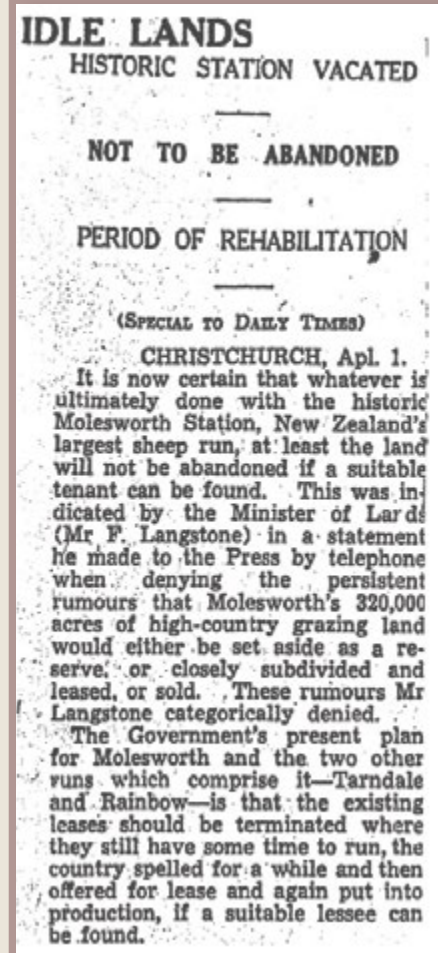 IDLE LANDS
HISTORIC STATION VACATED
NOT TO BE ABANDONED
PERIOD OF REHABILITATION
(SPECIAL TO DAILY TIMES)
CHRISTCHURCH, Apl. 1.
It is now certain that whatever is
ultimately done with the historic
Molesworth Station, New Zealand's
largest sheep run, at least the land
will not be abandoned if a suitable
tenant can be found. This was in-
dicated by the Minister of Lards
(Mr F. Langstone) in a statement
he made to the Press by telephone
when denying the persistent
rumours that Molesworth's 320,000
acres of high-country grazing land
would either be set aside as a re-
serve, or closely subdivided and
leased, or sold. These rumours Mr
Langstone categorically denied.
The Government's present plan
for Molesworth and the two other
runs which comprise it—Tarndale
and Rainbow—is that the existing
leases should be terminated where
they still have some time to run, the
country spelled for a while and then
offered for lease and again put into
production, if a suitable lessee can
be found.